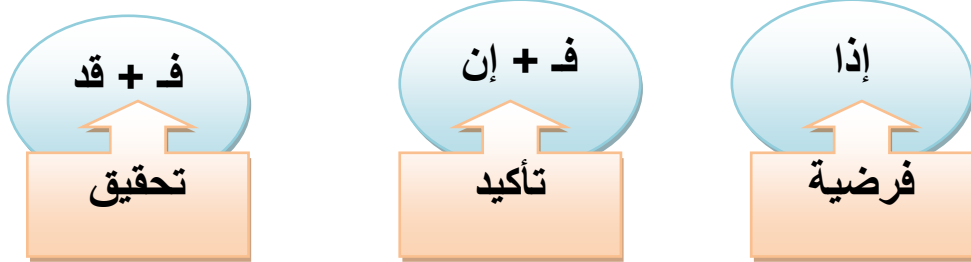 إذا
فرضية
فـ + إن
تأكيد
فـ + قد
تحقيق